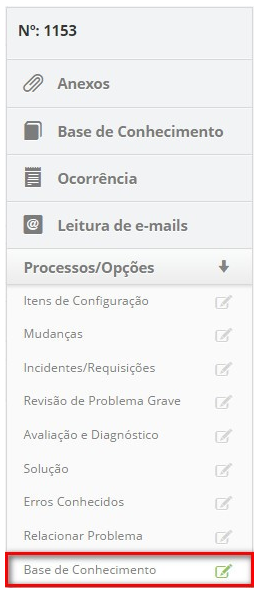 Nº: 1153
Anexos
Base de Conhecimento
Ocorrência
Leitura de e-mails
Processos/Opções
Itens de Configuração
Mudanças
Incidentes/Requisições
Revisão de Problema Grave
Avaliação e Diagnóstico
Solução
Erros Conhecidos
Relacionar Problema
Base de Conhecimento